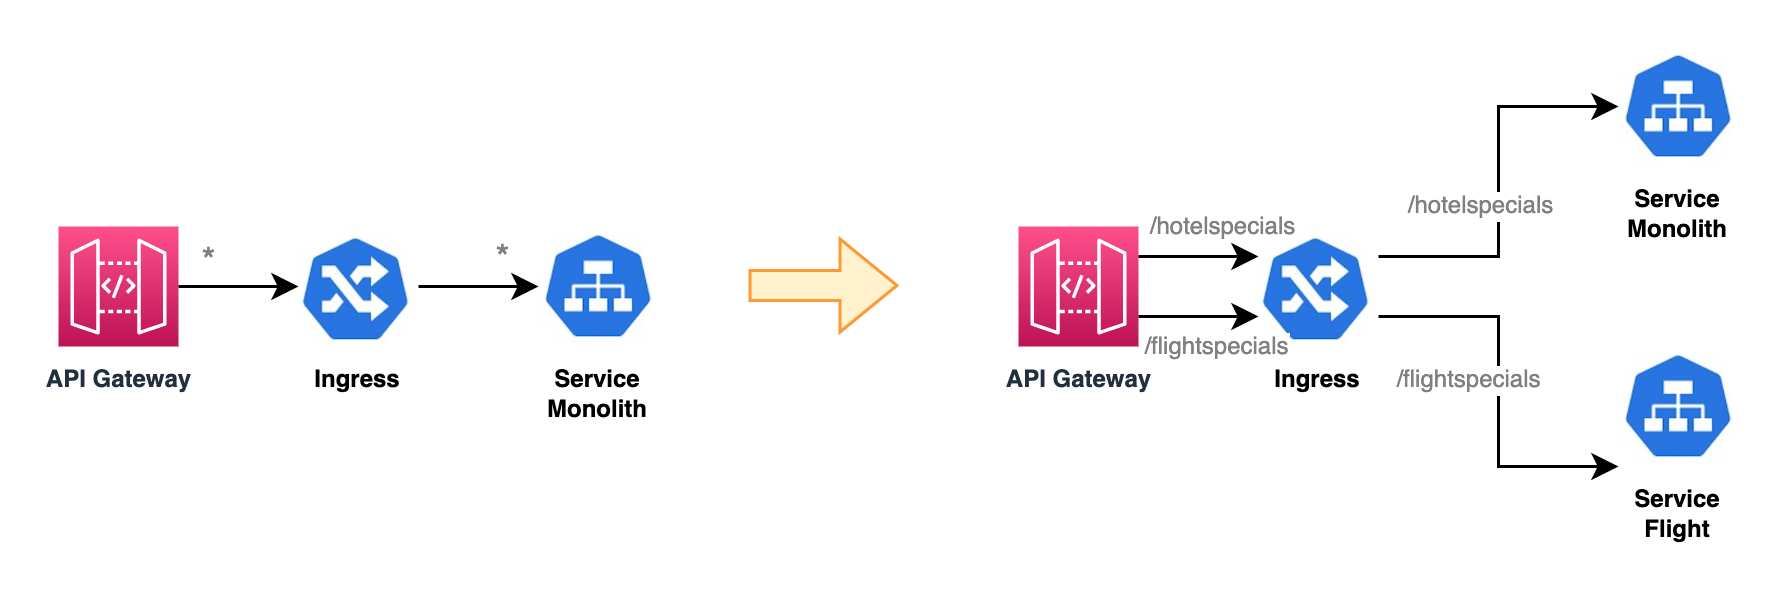 *
*
API Gateway
Ingress
Service
Monolith
</>
/hotelspecials
/flightspecials
</>
API Gateway
Ingress
/hotelspecials
/flightspecials
Service
Monolith
Service
Flight